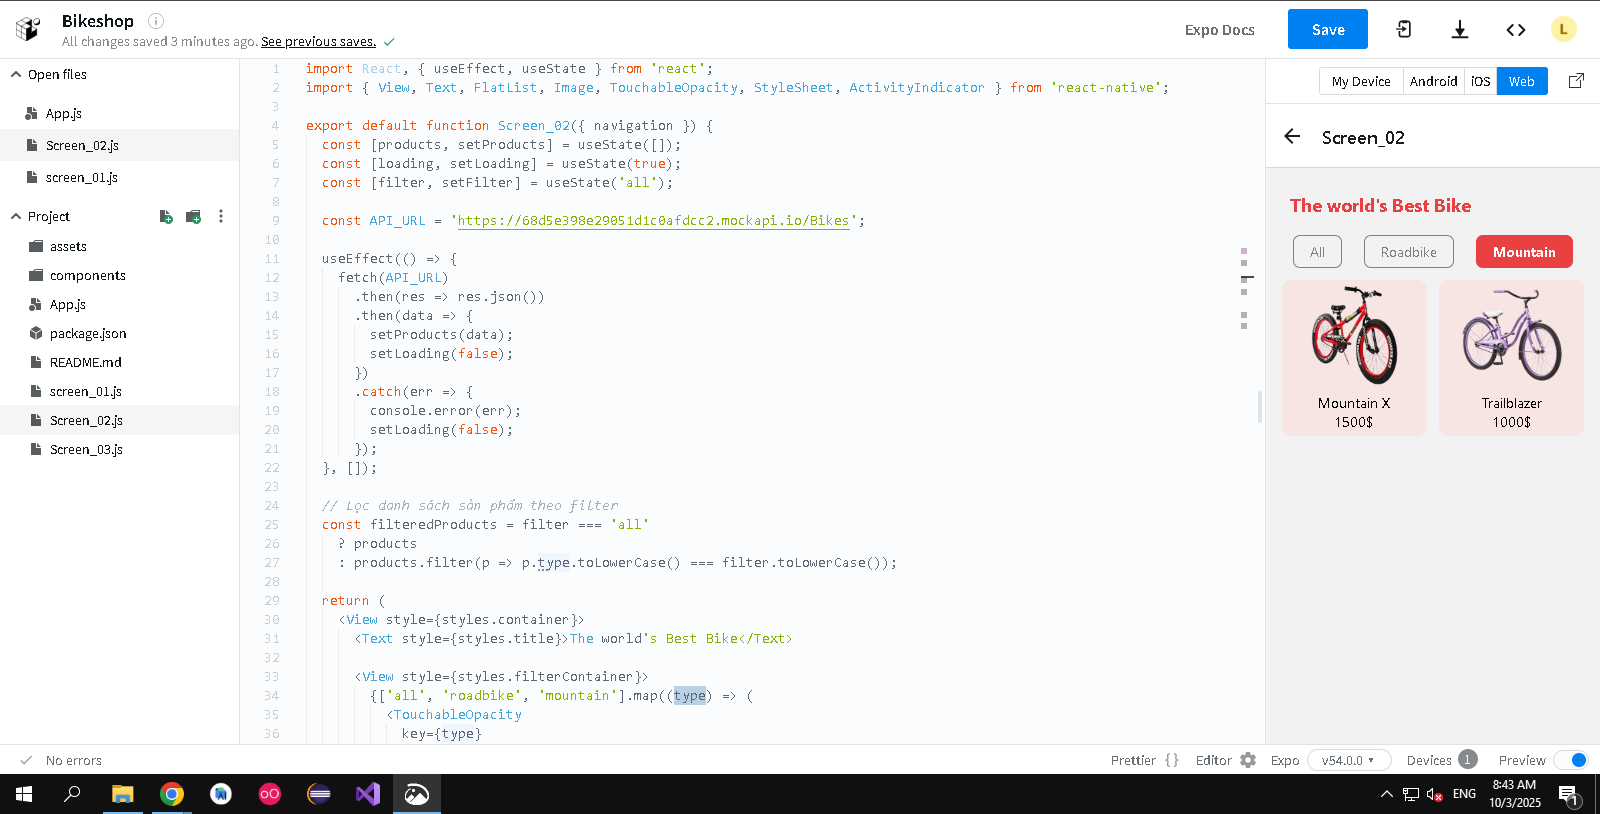 Bikeshop
All changes saved 3 minutes ago. See previous saves.
Expo Docs
Save
L
Open files
App.js
Screen_02.js
screen_01.js
Project
assets
components
App.js
package.json
README.md
screen_01.js
Screen_02.js
Screen_03.js
1 import React, { useEffect, useState } from 'react';
2 import { View, Text, FlatList, Image, TouchableOpacity, StyleSheet, ActivityIndicator } from 'react-native';
3
4 export default function Screen_02({ navigation }) {
5 const [products, setProducts] = useState([]);
6 const [loading, setLoading] = useState(true);
7 const [filter, setFilter] = useState('all');
8
9 const API_URL = 'https://68d5e398e29051d1c0afdcc2.mockapi.io/Bikes';
10
11 useEffect(() => {
12 fetch(API_URL)
13 .then(res => res.json())
14 .then(data => {
15 setProducts(data);
16 setLoading(false);
17 })
18 .catch(err => {
19 console.error(err);
20 setLoading(false);
21 });
22 }, []);
23
24 // Lọc danh sách sản phẩm theo filter
25 const filteredProducts = filter === 'all'
26 ? products
27 : products.filter(p => p.type.toLowerCase() === filter.toLowerCase());
28
29 return (
30 <View style={styles.container}>
31 <Text style={styles.title}>The world's Best Bike</Text>
32
33 <View style={styles.filterContainer}>
34 {['all', 'roadbike', 'mountain'].map((type) => (
35 <TouchableOpacity
36 key={type}
My Device Android iOS Web
Screen_02
The world's Best Bike
All Roadbike Mountain
Mountain X
1500$
Trailblazer
1000$
No errors
Prettier {} Editor Expo v54.0.0 Devices 1 Preview
ENG
8:43 AM
10/3/2025
1